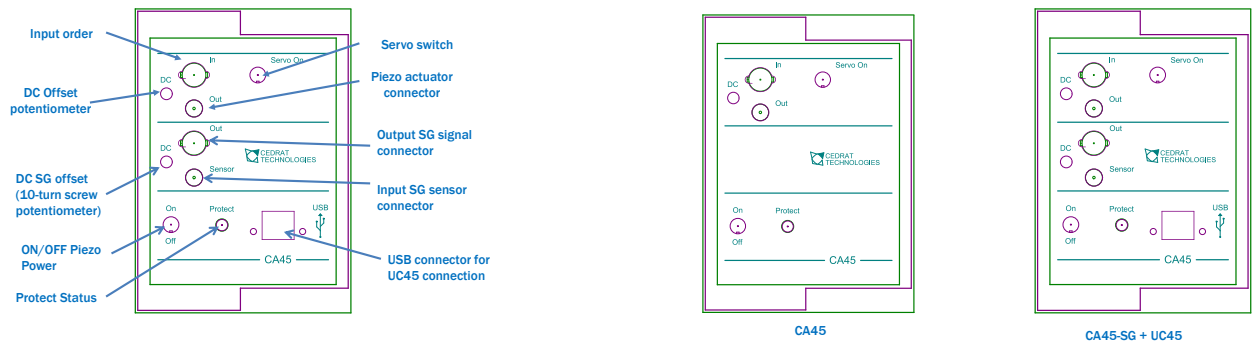 Input order
DC Offset
potentiometer
DC SG offset
(10-turn screw
potentiometer)
ON/OFF Piezo
Power
Protect Status
In
Servo On
DC
Out
Out
DC
CEDRAT
TECHNOLOGIES
Sensor
On
Protect
USB
Off
CA45
Servo switch
Piezo actuator
connector
Output SG signal
connector
Input SG sensor
connector
USB connector for
UC45 connection
In
Servo On
DC
Out
CEDRAT
TECHNOLOGIES
On
Protect
Off
CA45
CA45
In
Servo On
DC
Out
Out
DC
CEDRAT
TECHNOLOGIES
Sensor
On
Protect
USB
Off
CA45
CA45-SG + UC45